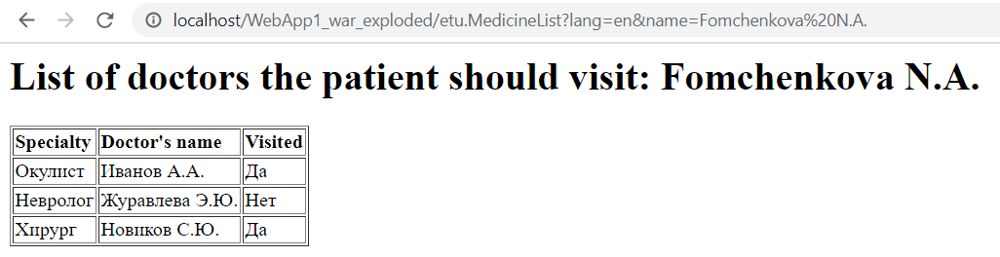 localhost/WebApp1_war_exploded/etu.MedicineList?lang=en&name=Fomchenkova%20N.A.
List of doctors the patient should visit: Fomchenkova N.A.
Specialty Doctor's name Visited
Окулист Иванов А.А. Да
Невролог Журавлева Э.Ю. Нет
Хирург Новиков С.Ю. Да